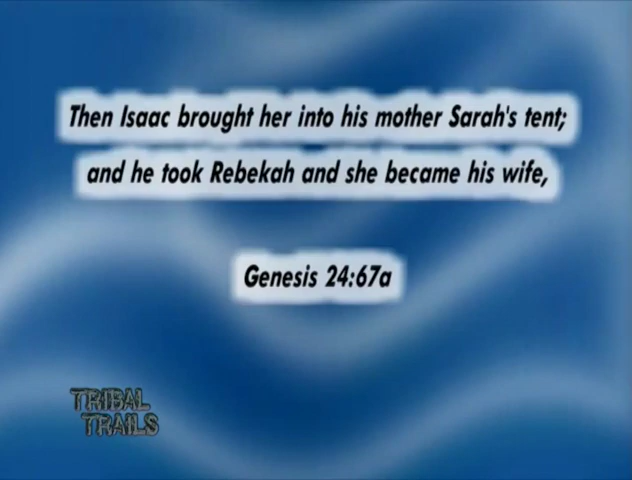 Then Isaac brought her into his mother Sarah's tent;
and he took Rebekah and she became his wife,
Genesis 24:67a
TRIBAL
TRAILS